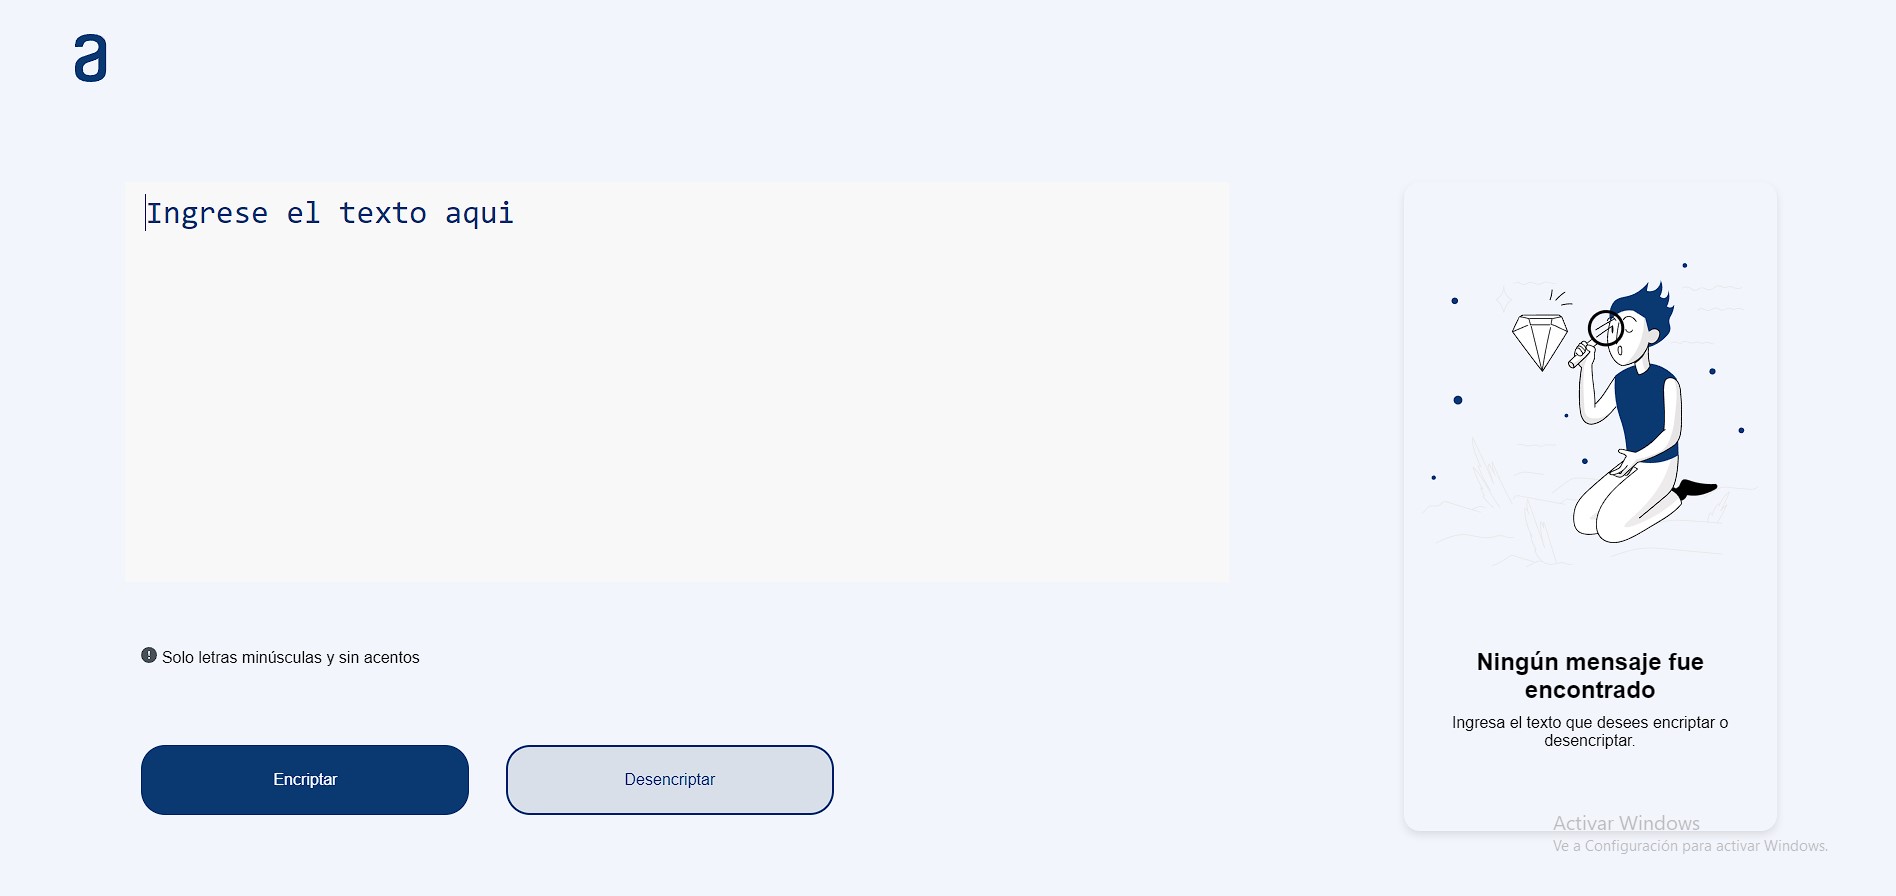 a
Ingrese el texto aqui
Solo letras minúsculas y sin acentos
Encriptar
Desencriptar
Ningún mensaje fue
encontrado
Ingresa el texto que desees encriptar o
desencriptar.
Activar Windows
Ve a Configuración para activar Windows.